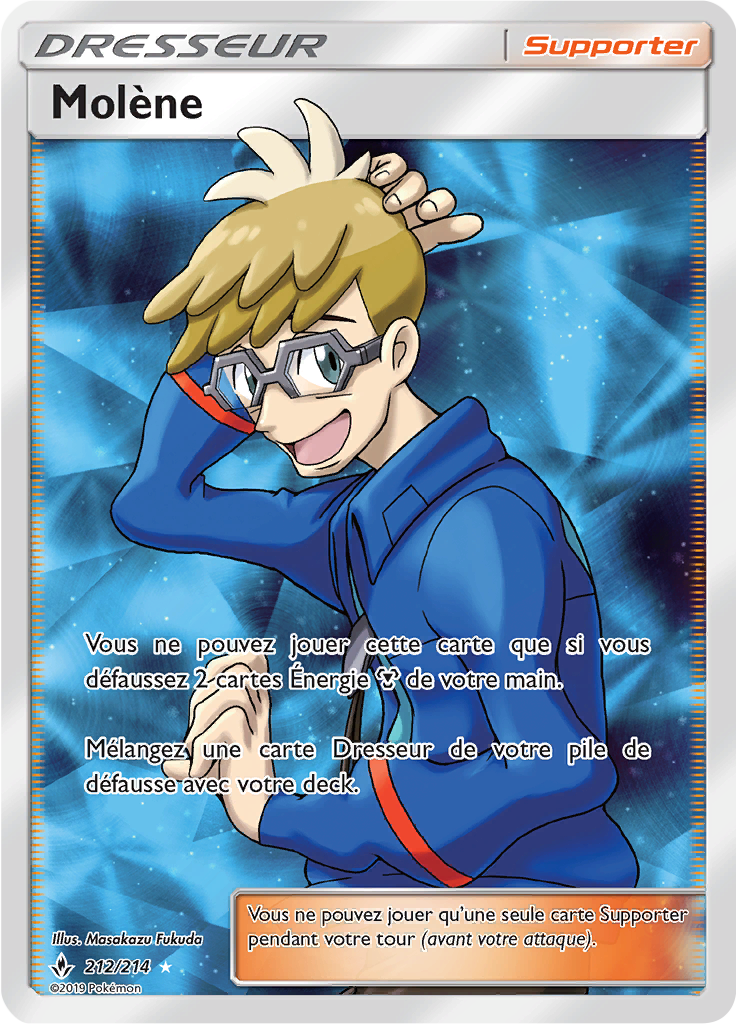 DRESSEUR
Supporter
Molène
Vous ne pouvez jouer cette carte que si vous
défaussez 2 cartes Énergie de votre main.
Mélangez une carte Dresseur de votre pile de
défausse avec votre deck.
Vous ne pouvez jouer qu'une seule carte Supporter
pendant votre tour (avant votre attaque).
Illus. Masakazu Fukuda
212/214 ★
©2019 Pokémon